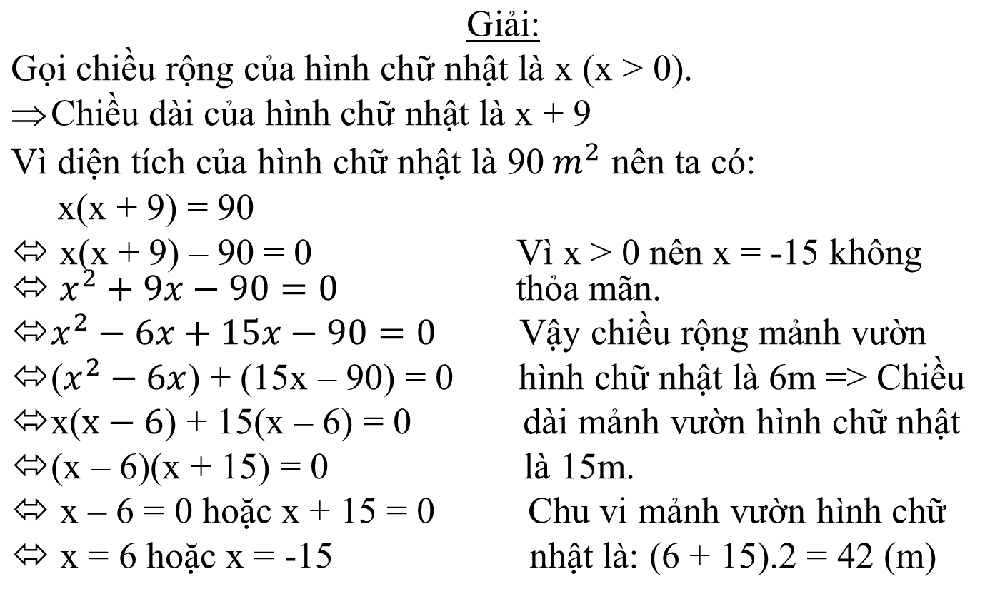 Giải:
Gọi chiều rộng của hình chữ nhật là x (x > 0).
⇒Chiều dài của hình chữ nhật là x + 9
Vì diện tích của hình chữ nhật là 90 m² nên ta có:
x(x + 9) = 90
⇔ x(x + 9) – 90 = 0
⇔ x² + 9x − 90 = 0
⇔x² − 6x + 15x − 90 = 0
⇔(x² − 6x) + (15x – 90) = 0
⇔x(x − 6) + 15(x – 6) = 0
⇔(x – 6)(x + 15) = 0
⇔ x – 6 = 0 hoặc x + 15 = 0
⇔ x = 6 hoặc x = -15
Vì x > 0 nên x = -15 không
thỏa mãn.
Vậy chiều rộng mảnh vườn
hình chữ nhật là 6m => Chiều
dài mảnh vườn hình chữ nhật
là 15m.
Chu vi mảnh vườn hình chữ
nhật là: (6 + 15).2 = 42 (m)